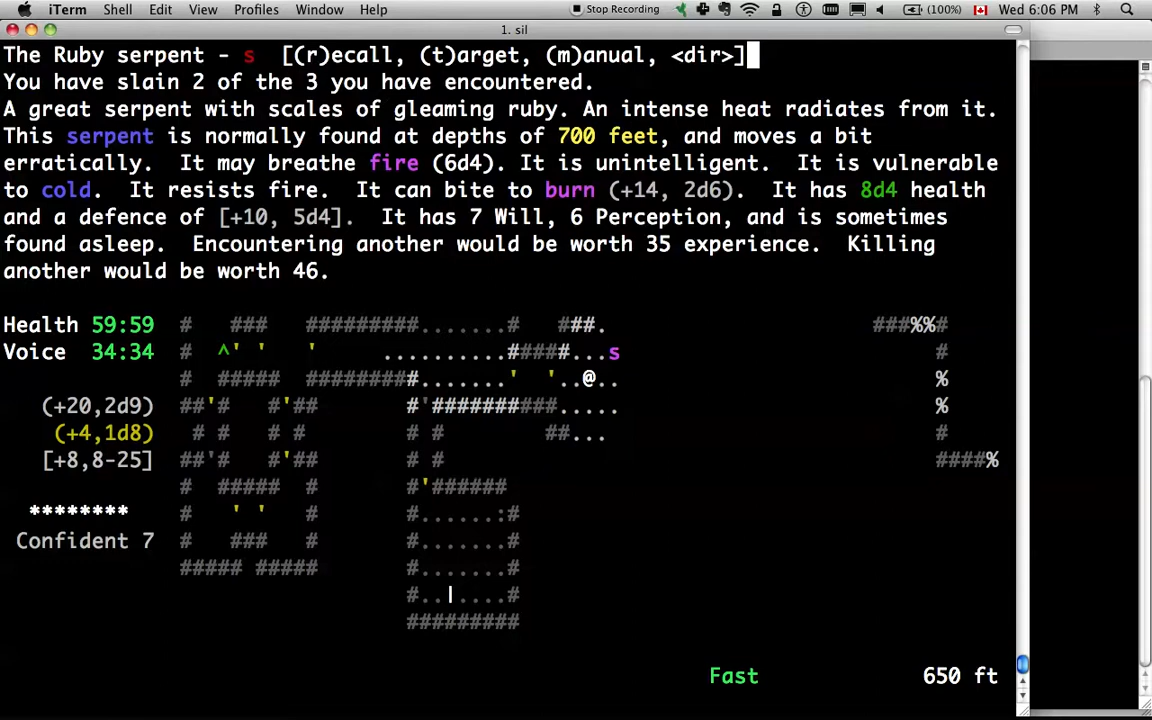 iTerm Shell Edit View Profiles Window Help Stop Recording (100%) Wed 6:06 PM
1. sil
The Ruby serpent - s [(r)ecall, (t)arget, (m)anual, <dir>]
You have slain 2 of the 3 you have encountered.
A great serpent with scales of gleaming ruby. An intense heat radiates from it.
This serpent is normally found at depths of 700 feet, and moves a bit
erratically. It may breathe fire (6d4). It is unintelligent. It is vulnerable
to cold. It resists fire. It can bite to burn (+14, 2d6). It has 8d4 health
and a defence of [+10, 5d4]. It has 7 Will, 6 Perception, and is sometimes
found asleep. Encountering another would be worth 35 experience. Killing
another would be worth 46.
Health 59:59 # ### #########.......# ###. ###%%#
Voice 34:34 # ^' ' ' ..........#####...s #
# ##### #########.......' '..@.. %
(+20,2d9) ##'# #'## #'##########..... %
(+4,1d8) # # # # # # ##... #
[+8,8-25] ##'# #'## # # ####%
# ##### # #'######
******** # ' ' # #......:#
Confident 7 # ### # #.......#
##### ##### #.......#
#..|....#
#########
Fast 650 ft